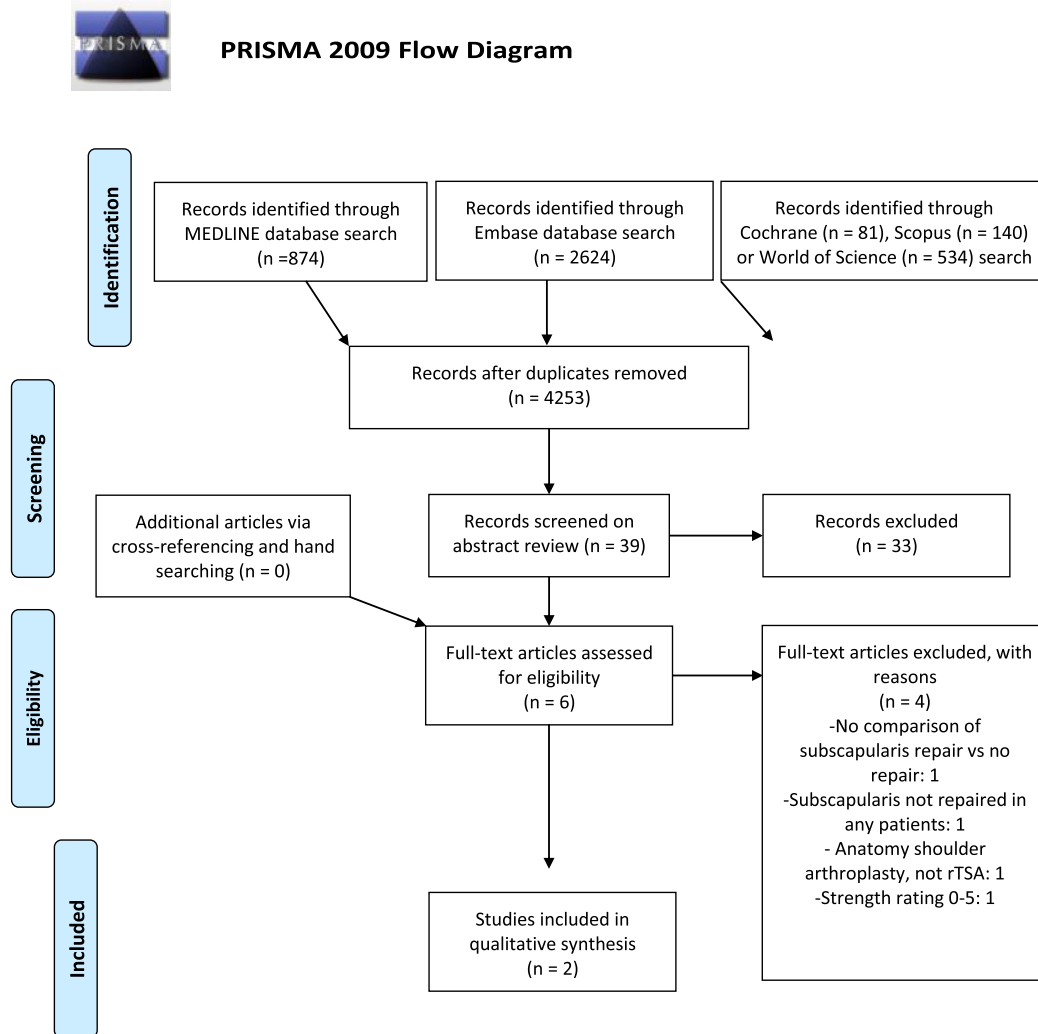 PRISMA
PRISMA 2009 Flow Diagram
Identification
Records identified through
MEDLINE database search
(n =874)
Records identified through
Embase database search
(n = 2624)
Records identified through
Cochrane (n = 81), Scopus (n = 140)
or World of Science (n = 534) search
Records after duplicates removed
(n = 4253)
Screening
Additional articles via
cross-referencing and hand
searching (n = 0)
Records screened on
abstract review (n = 39)
Records excluded
(n = 33)
Eligibility
Full-text articles assessed
for eligibility
(n = 6)
Full-text articles excluded, with
reasons
(n = 4)
-No comparison of
subscapularis repair vs no
repair: 1
-Subscapularis not repaired in
any patients: 1
- Anatomy shoulder
arthroplasty, not rTSA: 1
-Strength rating 0-5: 1
Included
Studies included in
qualitative synthesis
(n = 2)